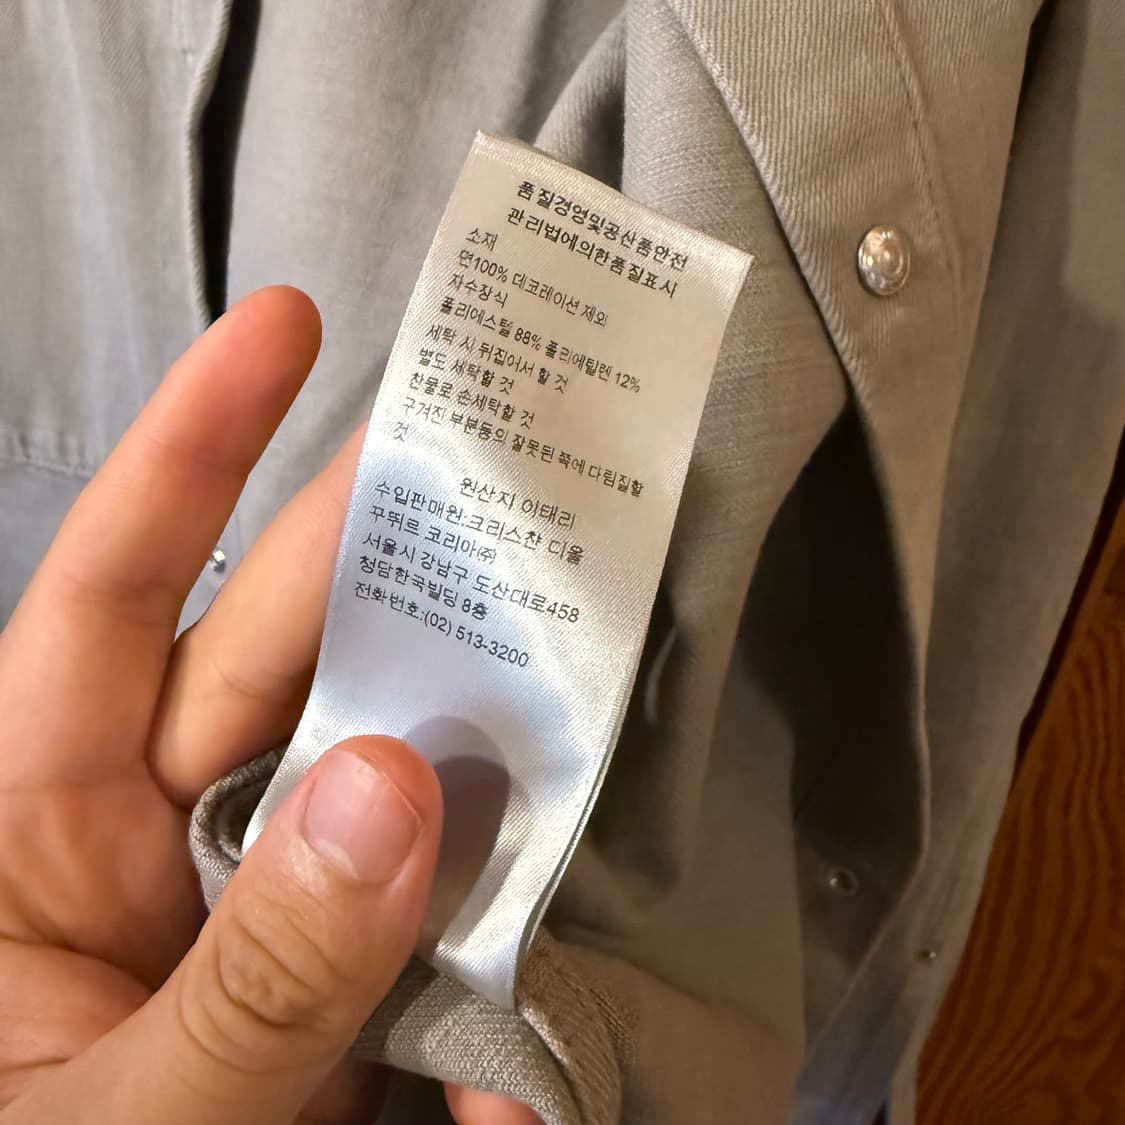 품질경영및공산품안전
관리법에의한품질표시
소재
면100% 데코레이션 제외
자수장식
폴리에스텔 88% 폴리에틸렌 12%
세탁 시 뒤집어서 할 것
별도 세탁할 것
찬물로 손세탁할 것
구겨진 부분등의 잘못된 쪽에 다림질할
것
원산지 이태리
수입판매원:크리스챤 디올
꾸뛰르 코리아㈜
서울시 강남구 도산대로458
청담한국빌딩 8층
전화번호:(02) 513-3200